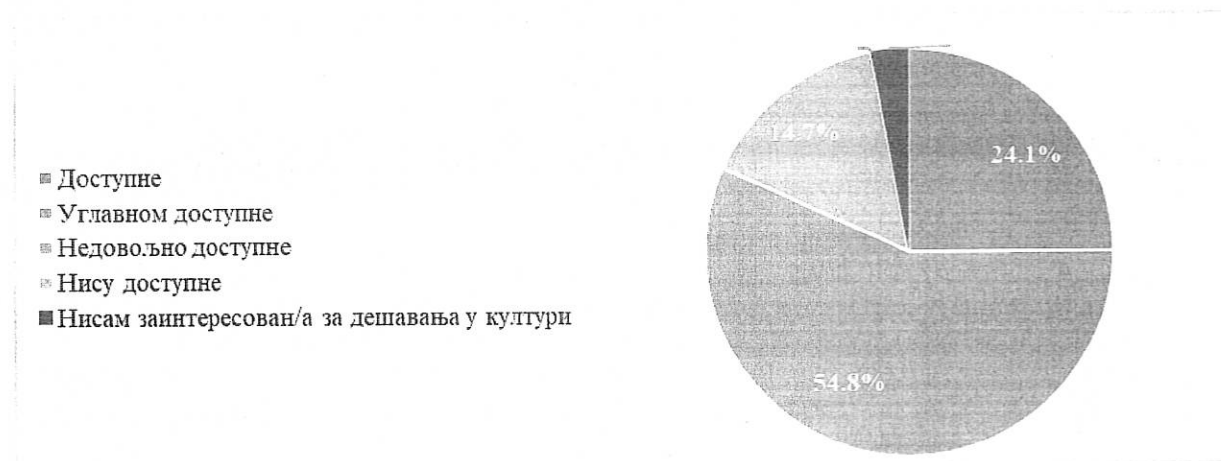 Доступне
Углавном доступне
Недовољно доступне
Нису доступне
Нисам заинтересован/а за дешавања у култури
14.7%
24.1%
54.8%